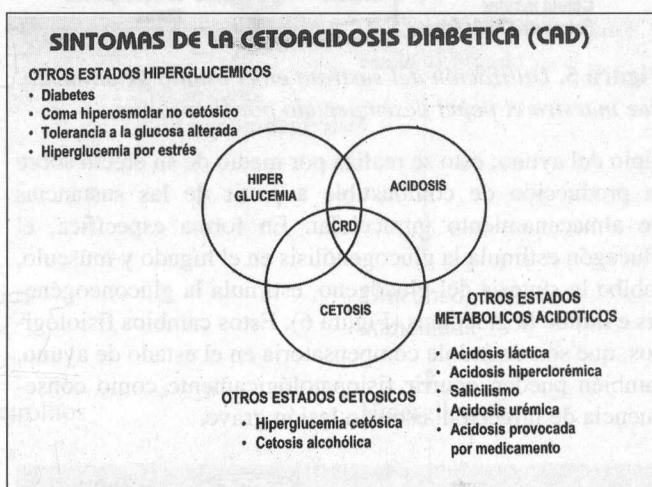 SINTOMAS DE LA CETOACIDOSIS DIABETICA (CAD)
OTROS ESTADOS HIPERGLUCEMICOS
• Diabetes
• Coma hiperosmolar no cetósico
• Tolerancia a la glucosa alterada
• Hiperglucemia por estrés
HIPER
GLUCEMIA
ACIDOSIS
CRD
CETOSIS
OTROS ESTADOS
METABOLICOS ACIDOTICOS
• Acidosis láctica
• Acidosis hiperclorémica
• Salicilismo
• Acidosis urémica
• Acidosis provocada
por medicamento
OTROS ESTADOS CETOSICOS
• Hiperglucemia cetósica
• Cetosis alcohólica